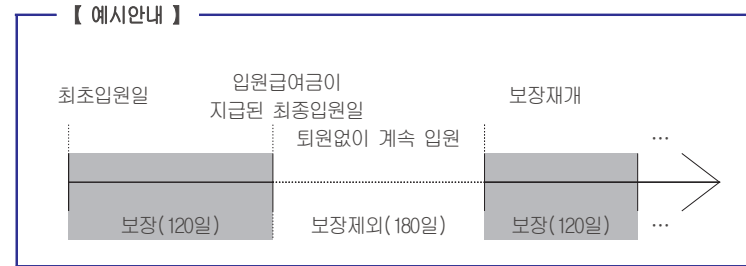 【 예시안내 】
최초입원일
입원급여금이
지급된 최종입원일
보장재개
퇴원없이 계속 입원
…
보장(120일)
보장제외(180일)
보장(120일)
…